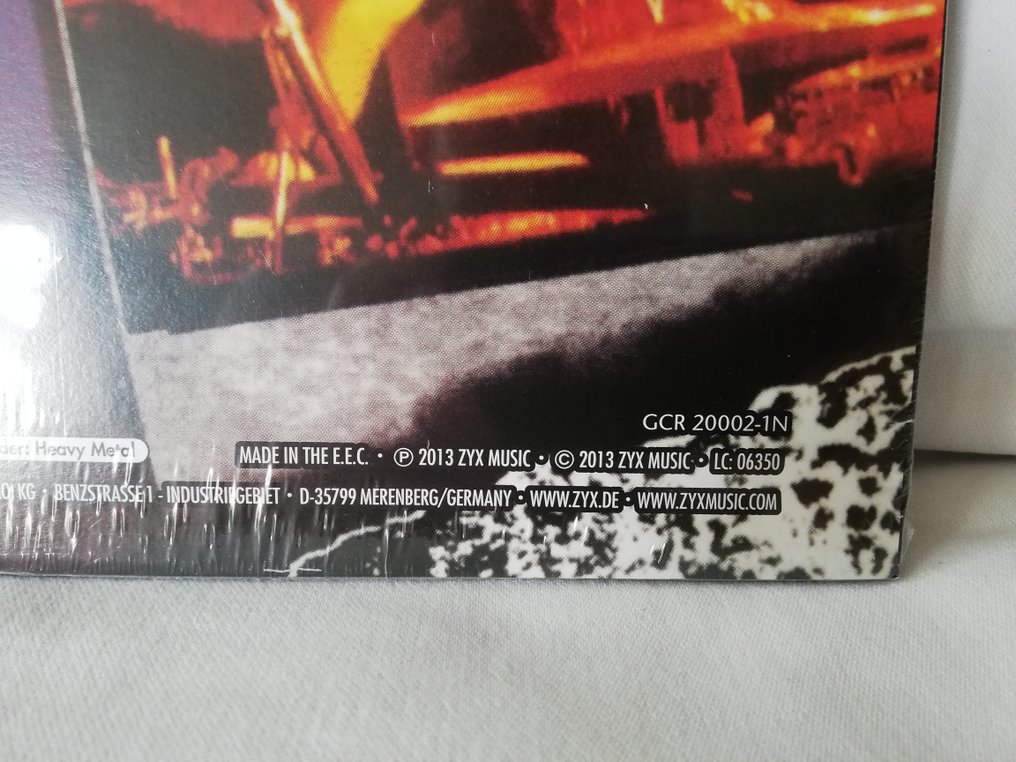 GCR 20002-1N
Heavy Metal
MADE IN THE E.E.C. • ℗ 2013 ZYX MUSIC • © 2013 ZYX MUSIC • LC: 06350
KG • BENZSTRASSE 1 - INDUSTRIEGEBIET • D-35799 MERENBERG/GERMANY • WWW.ZYX.DE • WWW.ZYXMUSIC.COM